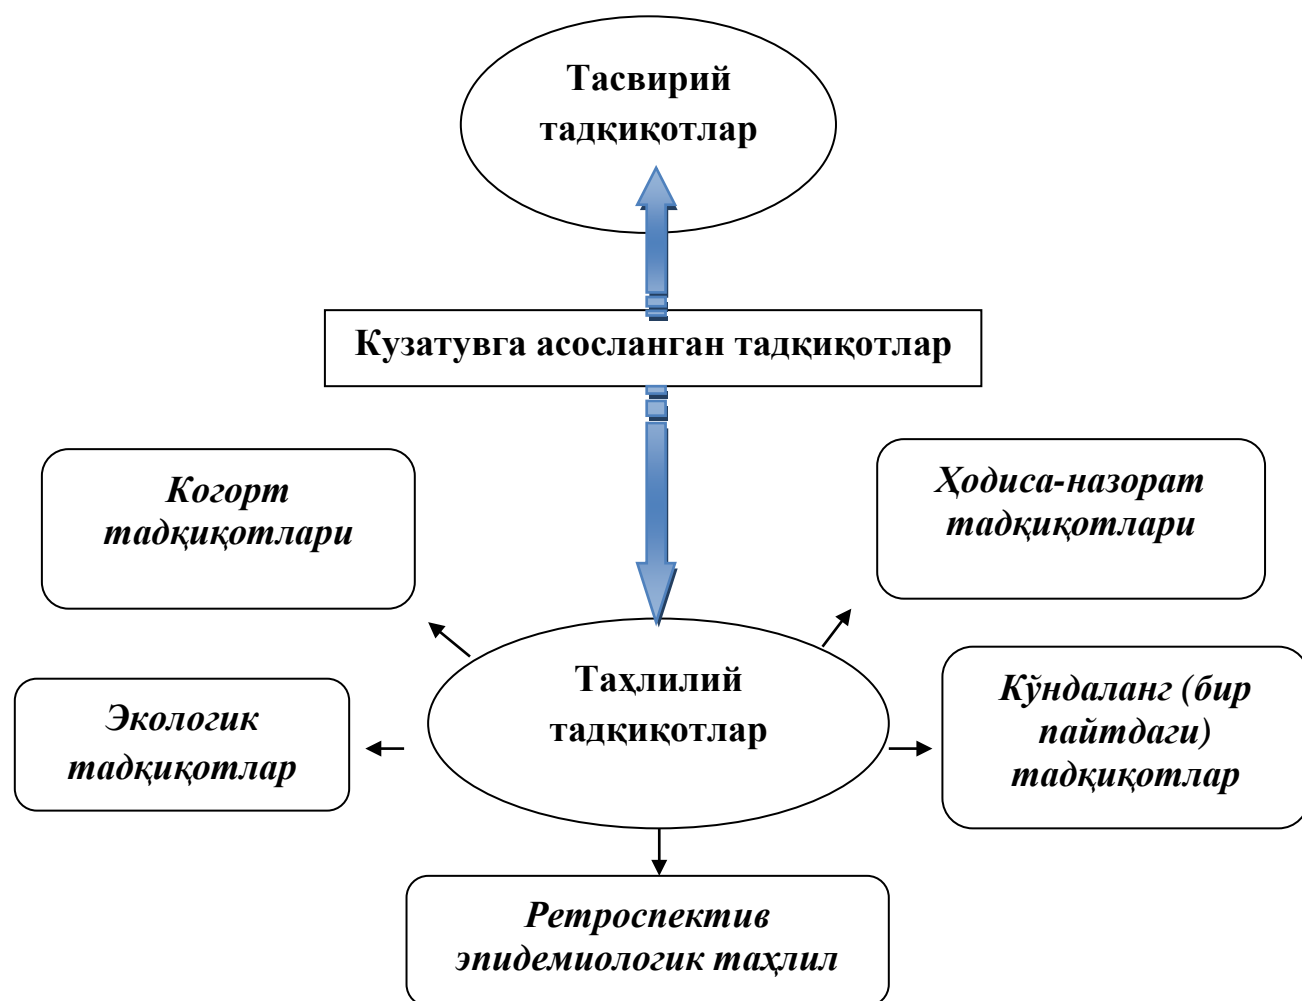 Тасвирий
тадқиқотлар
Кузатувга асосланган тадқиқотлар
Когорт
тадқиқотлари
Ҳодиса-назорат
тадқиқотлари
Таҳлилий
тадқиқотлар
Экологик
тадқиқотлар
Кўндаланг (бир
пайтдаги)
тадқиқотлар
Ретроспектив
эпидемиологик таҳлил